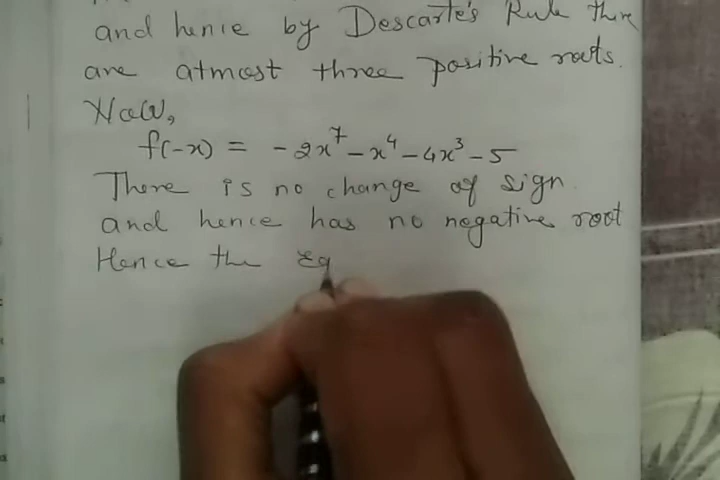 and hence by Descarte's Rule there
are atmost three positive roots.
Now,
f(-x) = -2x⁷ - x⁴ - 4x³ - 5
There is no change of sign.
and hence has no negative root
Hence the Eq